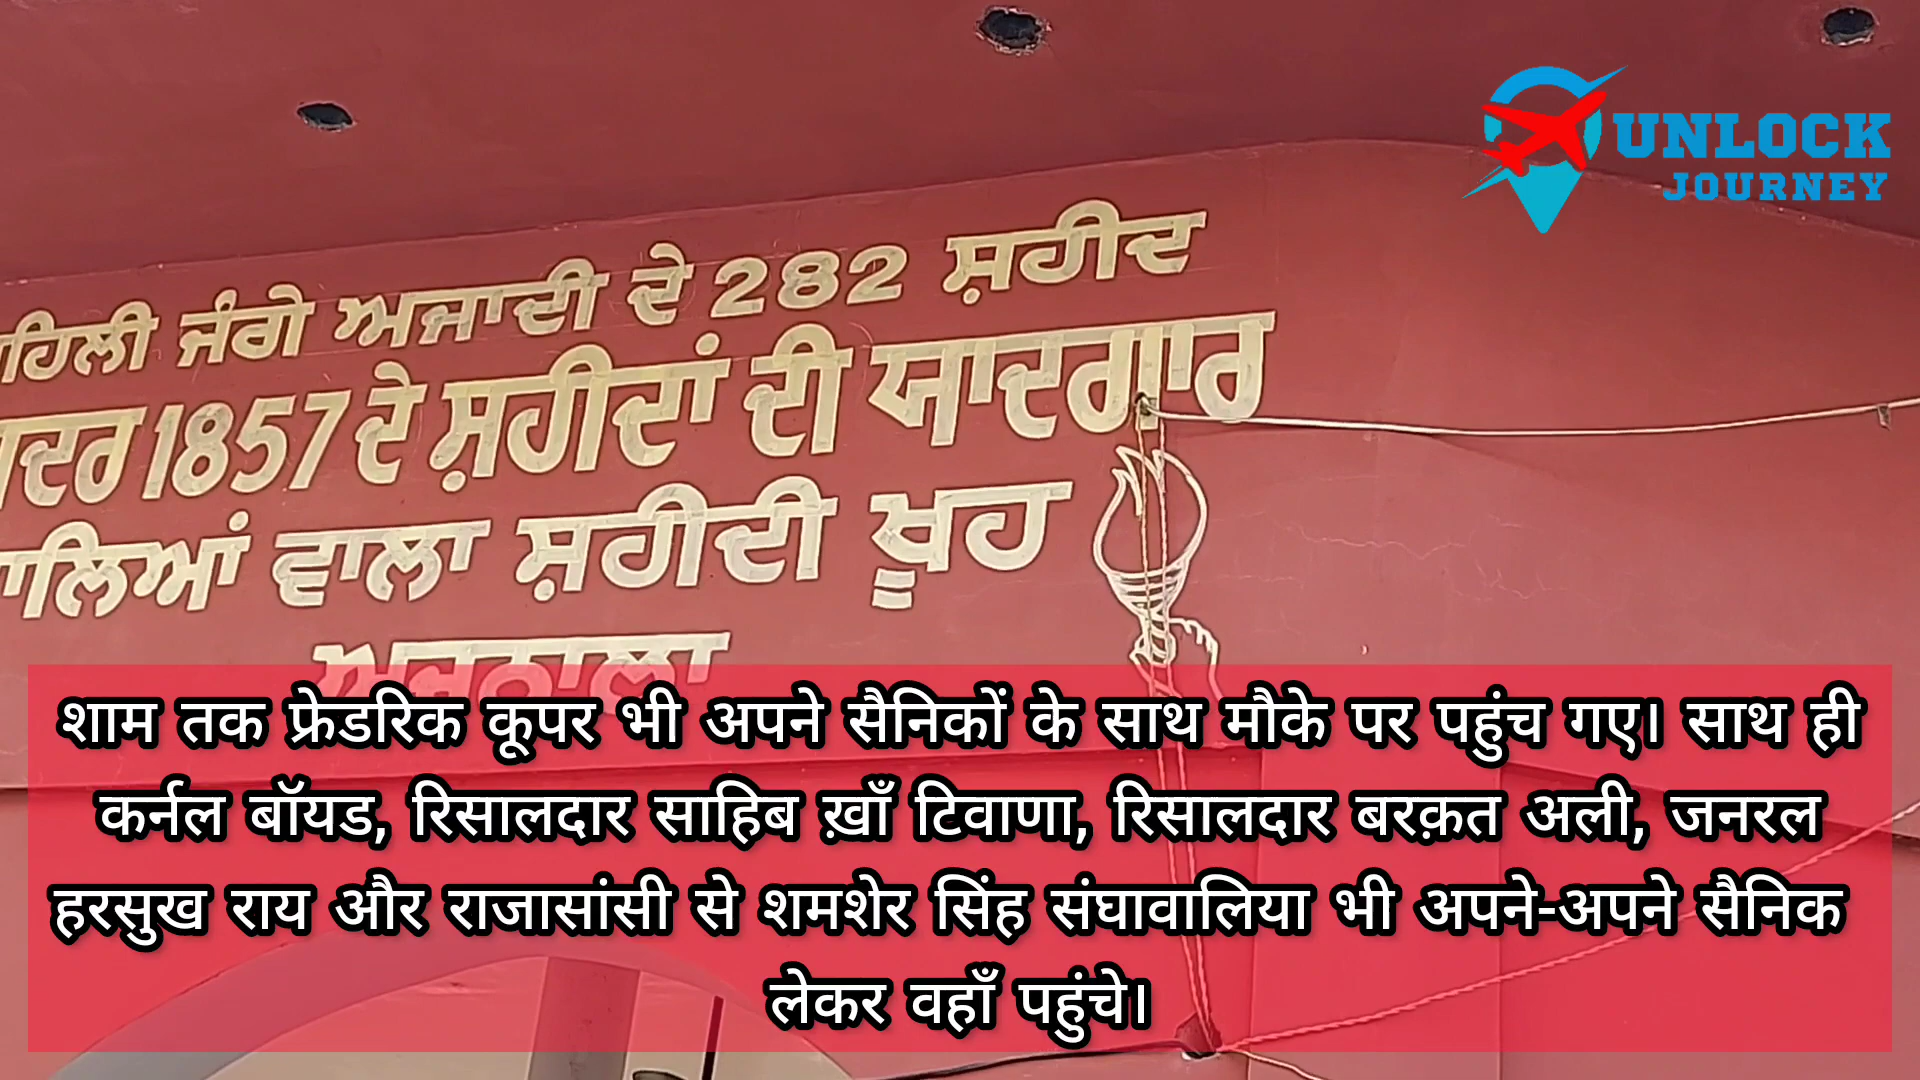 UNLOCK
JOURNEY
ਜੰਗੇ ਅਜਾਦੀ ਦੇ 282 ਸ਼ਹੀਦ
1857 ਦੇ ਸ਼ਹੀਦਾਂ ਦੀ ਯਾਦਗਾਰ
ਵਾਲਾ ਸ਼ਹੀਦੀ ਖੂਹ
शाम तक फ्रेडरिक कूपर भी अपने सैनिकों के साथ मौके पर पहुंच गए। साथ ही
कर्नल बॉयड, रिसालदार साहिब ख़ाँ टिवाणा, रिसालदार बरक़त अली, जनरल
हरसुख राय और राजासांसी से शमशेर सिंह संघावालिया भी अपने-अपने सैनिक
लेकर वहाँ पहुंचे।